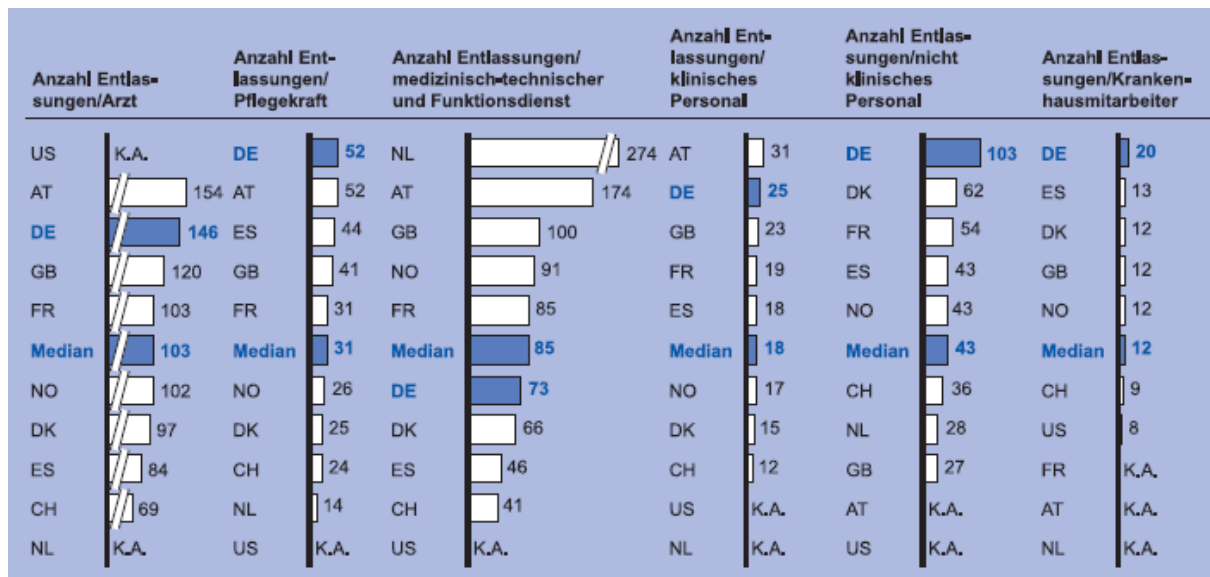 Anzahl Entlas-
sungen/Arzt
Anzahl Ent-
lassungen/
Pflegekraft
Anzahl Entlassungen/
medizinisch-technischer
und Funktionsdienst
Anzahl Ent-
lassungen/
klinisches
Personal
Anzahl Entlas-
sungen/nicht
klinisches
Personal
Anzahl Entlas-
sungen/Kranken-
hausmitarbeiter
US K.A. DE 52 NL 274 AT 31 DE 103 DE 20
AT 154 AT 52 AT 174 DE 25 DK 62 ES 13
DE 146 ES 44 GB 100 GB 23 FR 54 DK 12
GB 120 GB 41 NO 91 FR 19 ES 43 GB 12
FR 103 FR 31 FR 85 ES 18 NO 43 NO 12
Median 103 Median 31 Median 85 Median 18 Median 43 Median 12
NO 102 NO 26 DE 73 NO 17 CH 36 CH 9
DK 97 DK 25 DK 66 DK 15 NL 28 US 8
ES 84 CH 24 ES 46 CH 12 GB 27 FR K.A.
CH 69 NL 14 CH 41 US K.A. AT K.A. AT K.A.
NL K.A. US K.A. US K.A. NL K.A. US K.A. NL K.A.